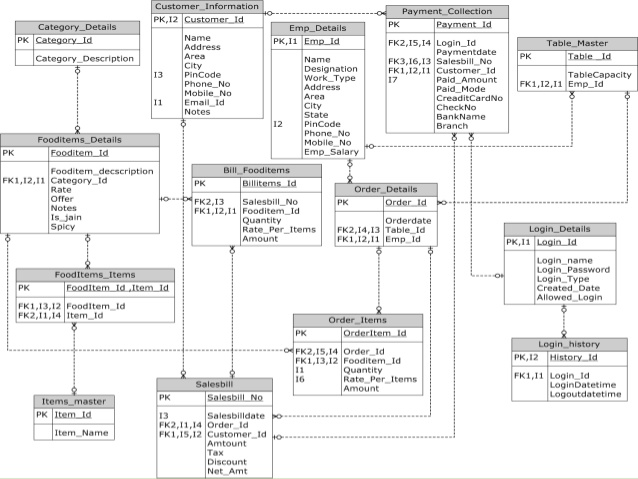 Category_Details
PK Category_Id
Category_Description
Customer_Information
PK,I2 Customer_Id
Name
Address
Area
City
I3 PinCode
Phone_No
Mobile_No
I1 Email_Id
Notes
Emp_Details
PK,I1 Emp_Id
Name
Designation
Work_Type
Address
Area
City
State
I2 PinCode
Phone_No
Mobile_No
Emp_Salary
Payment_Collection
PK Payment_Id
FK2,I5,I4 Login_Id
Paymentdate
FK3,I6,I3 Salesbill_No
FK1,I2,I1 Customer_Id
I7 Paid_Amount
Paid_Mode
CreaditCardNo
CheckNo
BankName
Branch
Table_Master
PK Table_Id
TableCapacity
FK1,I2,I1 Emp_Id
Fooditems_Details
PK Fooditem_Id
Fooditem_decscription
FK1,I2,I1 Category_Id
Rate
Offer
Notes
Is_jain
Spicy
Bill_Fooditems
PK Billitems_Id
FK2,I3 Salesbill_No
FK1,I2,I1 Fooditem_Id
Quantity
Rate_Per_Items
Amount
Order_Details
PK Order_Id
Orderdate
FK2,I4,I3 Table_Id
FK1,I2,I1 Emp_Id
Login_Details
PK,I1 Login_Id
Login_name
Login_Password
Login_Type
Created_Date
Allowed_Login
FoodItems_Items
PK FoodItem_Id ,Item_Id
FK1,I3,I2 FoodItem_Id
FK2,I1,I4 Item_Id
Order_Items
PK OrderItem_Id
FK2,I5,I4 Order_Id
FK1,I3,I2 Fooditem_Id
I1 Quantity
I6 Rate_Per_Items
Amount
Login_history
PK,I2 History_Id
FK1,I1 Login_Id
LoginDatetime
Logoutdatetime
Items_master
PK Item_Id
Item_Name
Salesbill
PK Salesbill_No
I3 Salesbilldate
FK2,I1,I4 Order_Id
FK1,I5,I2 Customer_Id
Amtount
Tax
Discount
Net_Amt